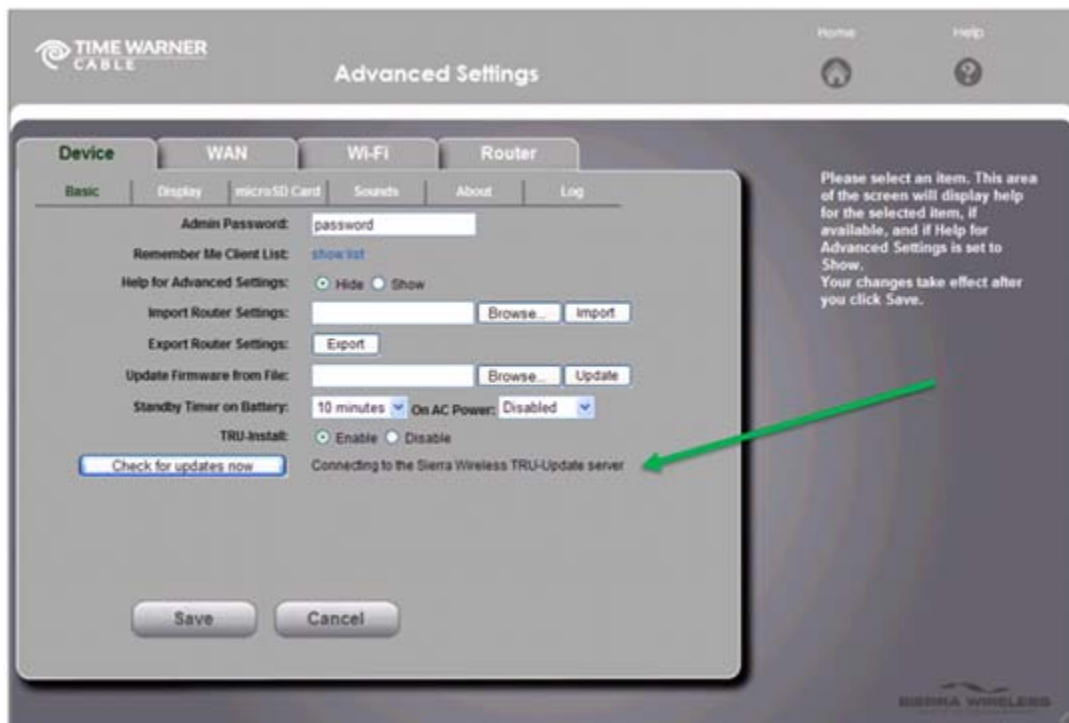 TIME WARNER
CABLE
Advanced Settings
Home
Help
Device
WAN
Wi-Fi
Router
Basic
Display
microSD Card
Sounds
About
Log
Admin Password:
password
Remember Me Client List:
show list
Help for Advanced Settings:
Hide
Show
Import Router Settings:
Browse...
Import
Export Router Settings:
Export
Update Firmware from File:
Browse...
Update
Standby Timer on Battery:
10 minutes
On AC Power:
Disabled
TRU-Install:
Enable
Disable
Check for updates now
Connecting to the Sierra Wireless TRU-Update server
Save
Cancel
Please select an item. This area
of the screen will display help
for the selected item, if
available, and if Help for
Advanced Settings is set to
Show.
Your changes take effect after
you click Save.
SIERRA WIRELESS